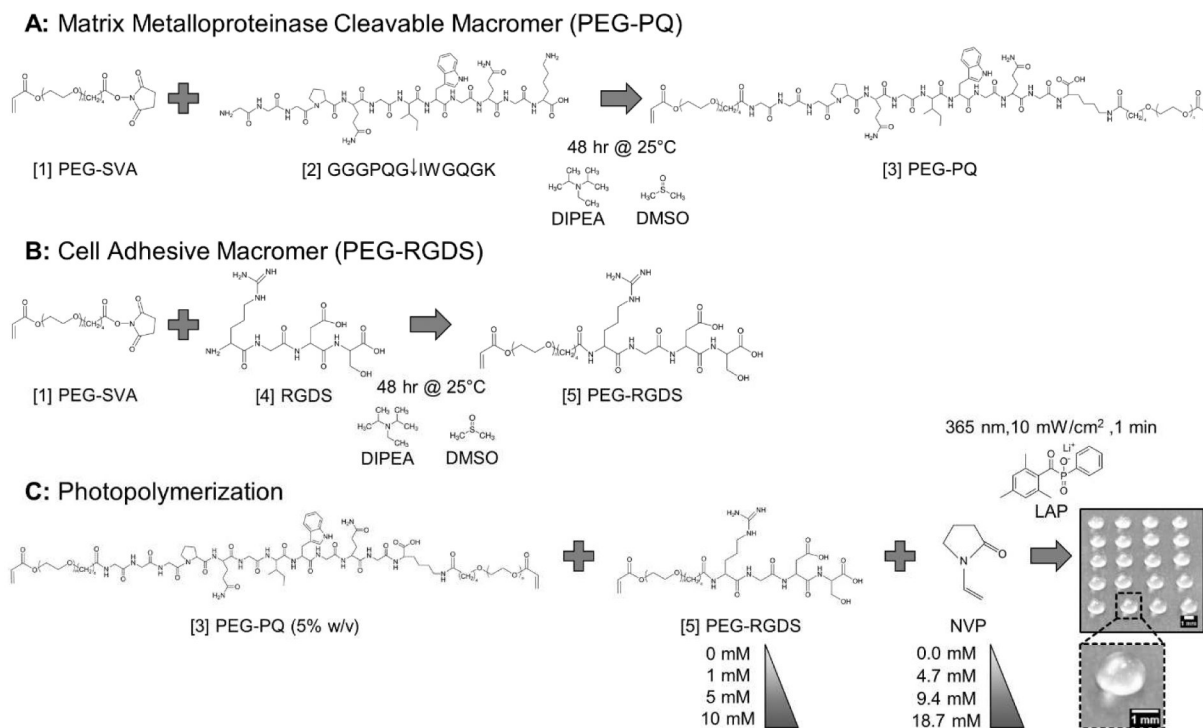 A: Matrix Metalloproteinase Cleavable Macromer (PEG-PQ)
[1] PEG-SVA
[2] GGGPQG↓IWGQGK
48 hr @ 25°C
DIPEA
DMSO
[3] PEG-PQ
B: Cell Adhesive Macromer (PEG-RGDS)
[1] PEG-SVA
[4] RGDS
48 hr @ 25°C
DIPEA
DMSO
[5] PEG-RGDS
365 nm,10 mW/cm² ,1 min
LAP
C: Photopolymerization
[3] PEG-PQ (5% w/v)
[5] PEG-RGDS
0 mM
1 mM
5 mM
10 mM
NVP
0.0 mM
4.7 mM
9.4 mM
18.7 mM
1 mm
1 mm